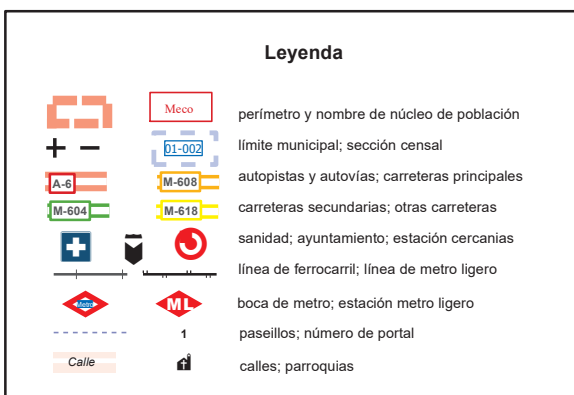 Leyenda
Meco perímetro y nombre de núcleo de población
01-002 límite municipal; sección censal
A-6 M-608 autopistas y autovías; carreteras principales
M-604 M-618 carreteras secundarias; otras carreteras
sanidad; ayuntamiento; estación cercanias
línea de ferrocarril; línea de metro ligero
Metro ML boca de metro; estación metro ligero
1 paseillos; número de portal
Calle calles; parroquias